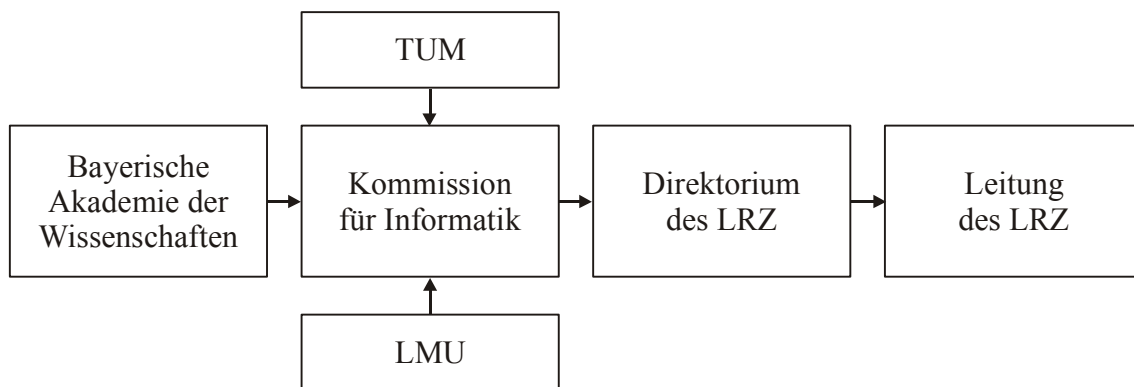 TUM
Bayerische
Akademie der
Wissenschaften
Kommission
für Informatik
Direktorium
des LRZ
Leitung
des LRZ
LMU